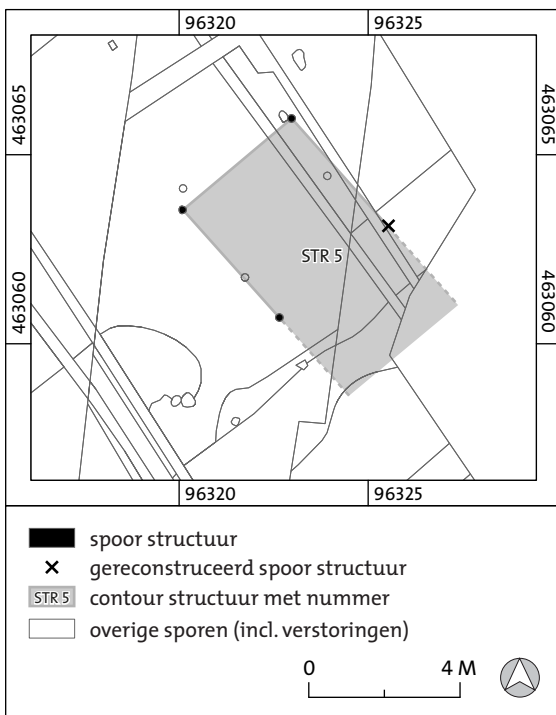 96320 96325
463065 463065
STR 5
463060 463060
96320 96325
spoor structuur
gereconstruceerd spoor structuur
STR 5 contour structuur met nummer
overige sporen (incl. verstoringen)
0 4 M